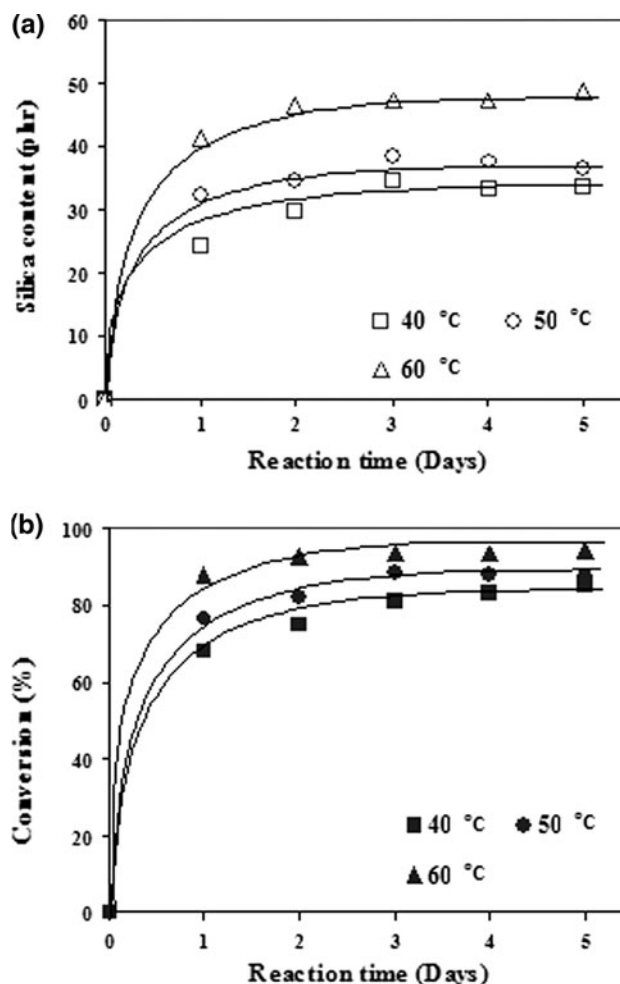 (a)
60
50
40
30
20
10
0
Silica content (phr)
40 °C
50 °C
60 °C
0 1 2 3 4 5
Reaction time (Days)
(b)
100
80
60
40
20
0
Conversion (%)
40 °C
50 °C
60 °C
0 1 2 3 4 5
Reaction time (Days)